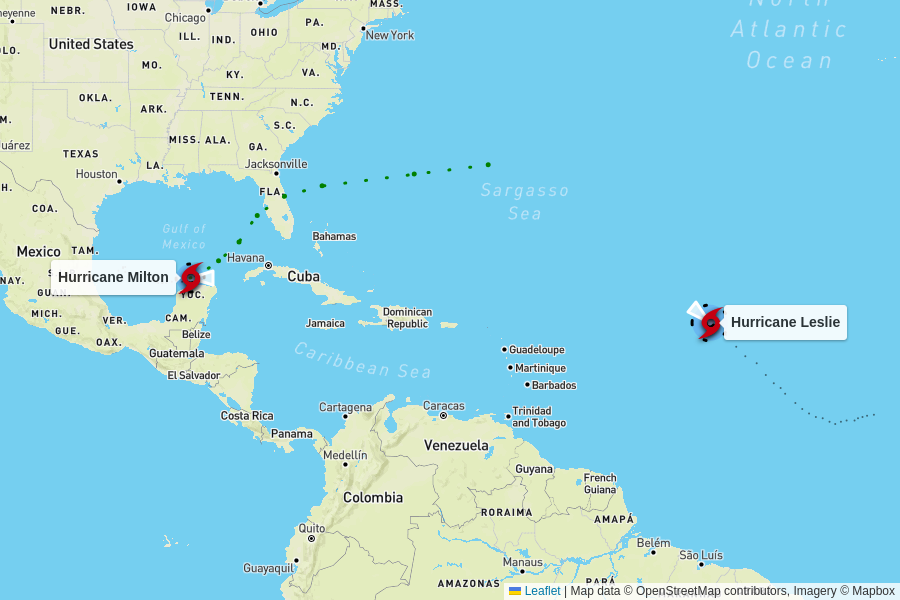 NEBR.
IOWA
MASS.
Chicago
PA.
North
Atlantic
Ocean
United States
ILL.
IND.
OHIO
New York
MD.
MO.
KY.
VA.
OKLA.
ARK.
TENN.
N.C.
S.C.
MISS.
ALA.
GA.
TEXAS
LA.
Jacksonville
Houston
FLA.
Sargasso
Sea
COA.
Gulf of
Mexico
Bahamas
Mexico
TAM.
Havana
Hurricane Milton
Cuba
YUC.
MICH.
VER.
CAM.
GUE.
OAX.
Belize
Jamaica
Dominican
Republic
Hurricane Leslie
Guatemala
El Salvador
Caribbean Sea
Guadeloupe
Martinique
Barbados
Costa Rica
Panama
Cartagena
Caracas
Trinidad
and Tobago
Medellín
Venezuela
Guyana
French
Guiana
Colombia
RORAIMA
AMAPÁ
Quito
Guayaquil
Manaus
Belém
São Luís
AMAZONAS
PARÁ
Leaflet | Map data © OpenStreetMap contributors, Imagery © Mapbox